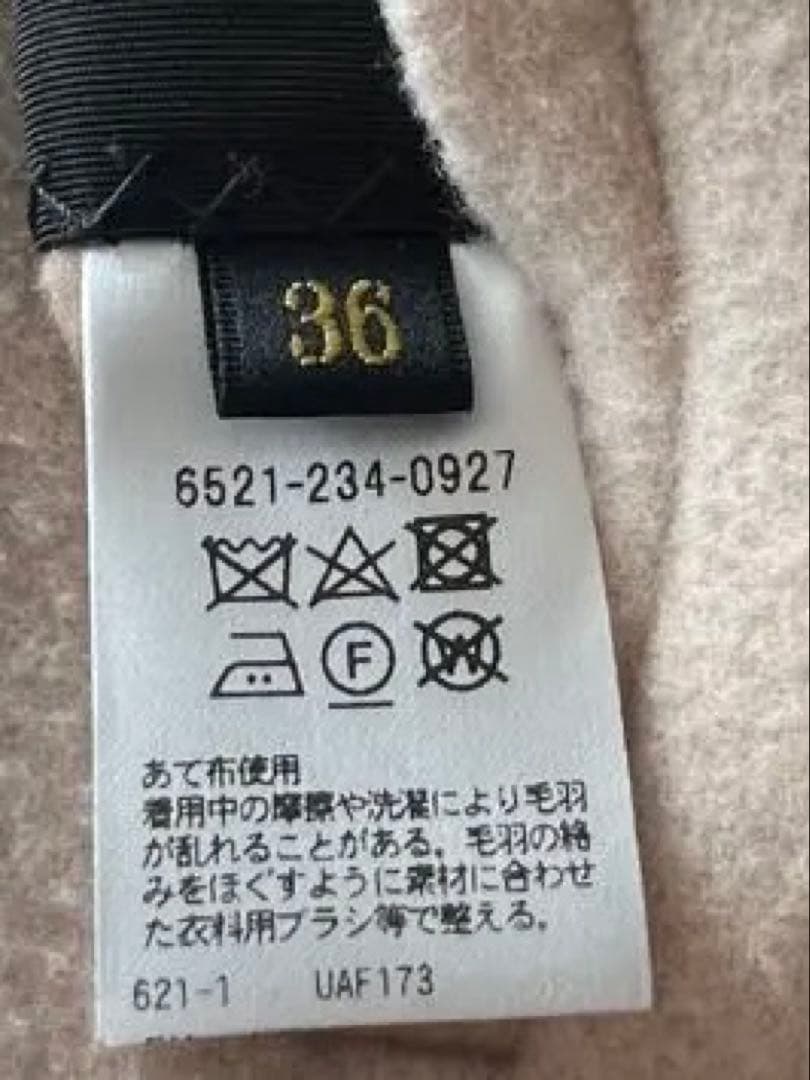 36
6521-234-0927
F
W
あて布使用
着用中の摩擦や洗濯により毛羽
が乱れることがある。毛羽の絡
みをほぐすように素材に合わせ
た衣料用ブラシ等で整える。
621-1 UAF173